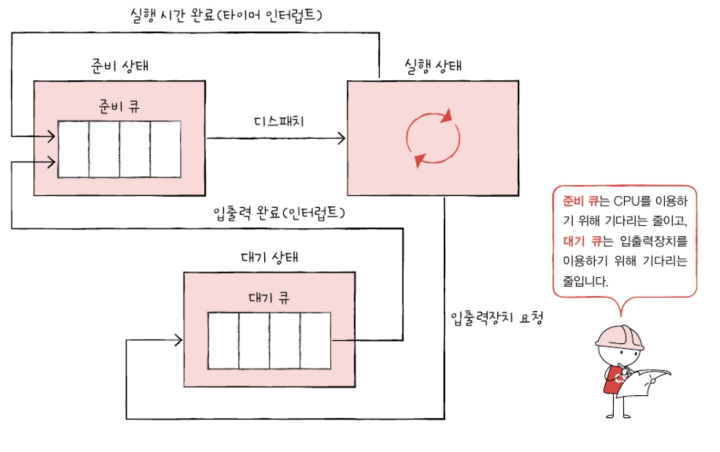 실행 시간 완료(타이머 인터럽트)
준비 상태
실행 상태
준비 큐
디스패치
입출력 완료(인터럽트)
대기 상태
대기 큐
입출력장치 요청
준비 큐는 CPU를 이용하
기 위해 기다리는 줄이고,
대기 큐는 입출력장치를
이용하기 위해 기다리는
줄입니다.